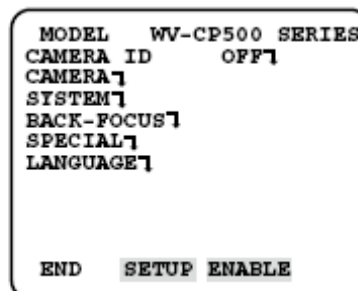 MODEL WV-CP500 SERIES
CAMERA ID OFF↴
CAMERA↴
SYSTEM↴
BACK-FOCUS↴
SPECIAL↴
LANGUAGE↴
END SETUP ENABLE